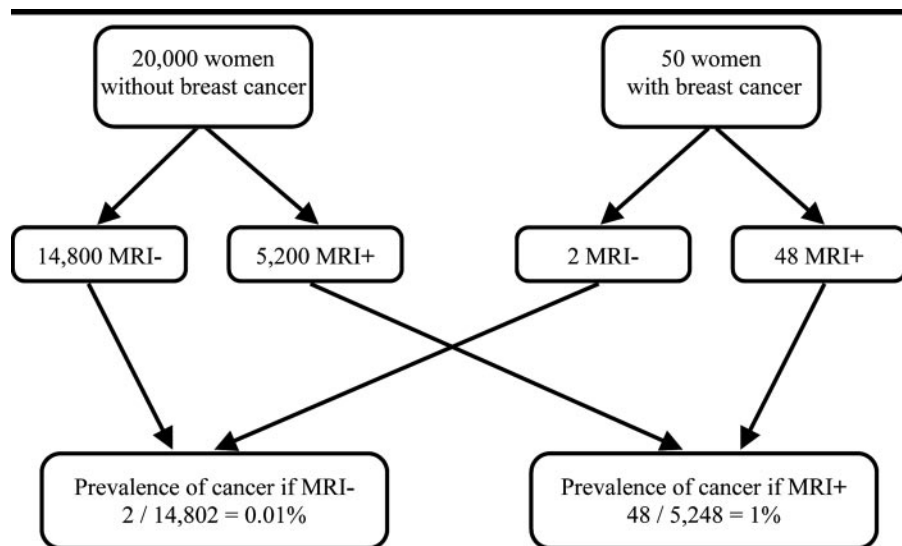 20,000 women
without breast cancer
50 women
with breast cancer
14,800 MRI-
5,200 MRI+
2 MRI-
48 MRI+
Prevalence of cancer if MRI-
2 / 14,802 = 0.01%
Prevalence of cancer if MRI+
48 / 5,248 = 1%